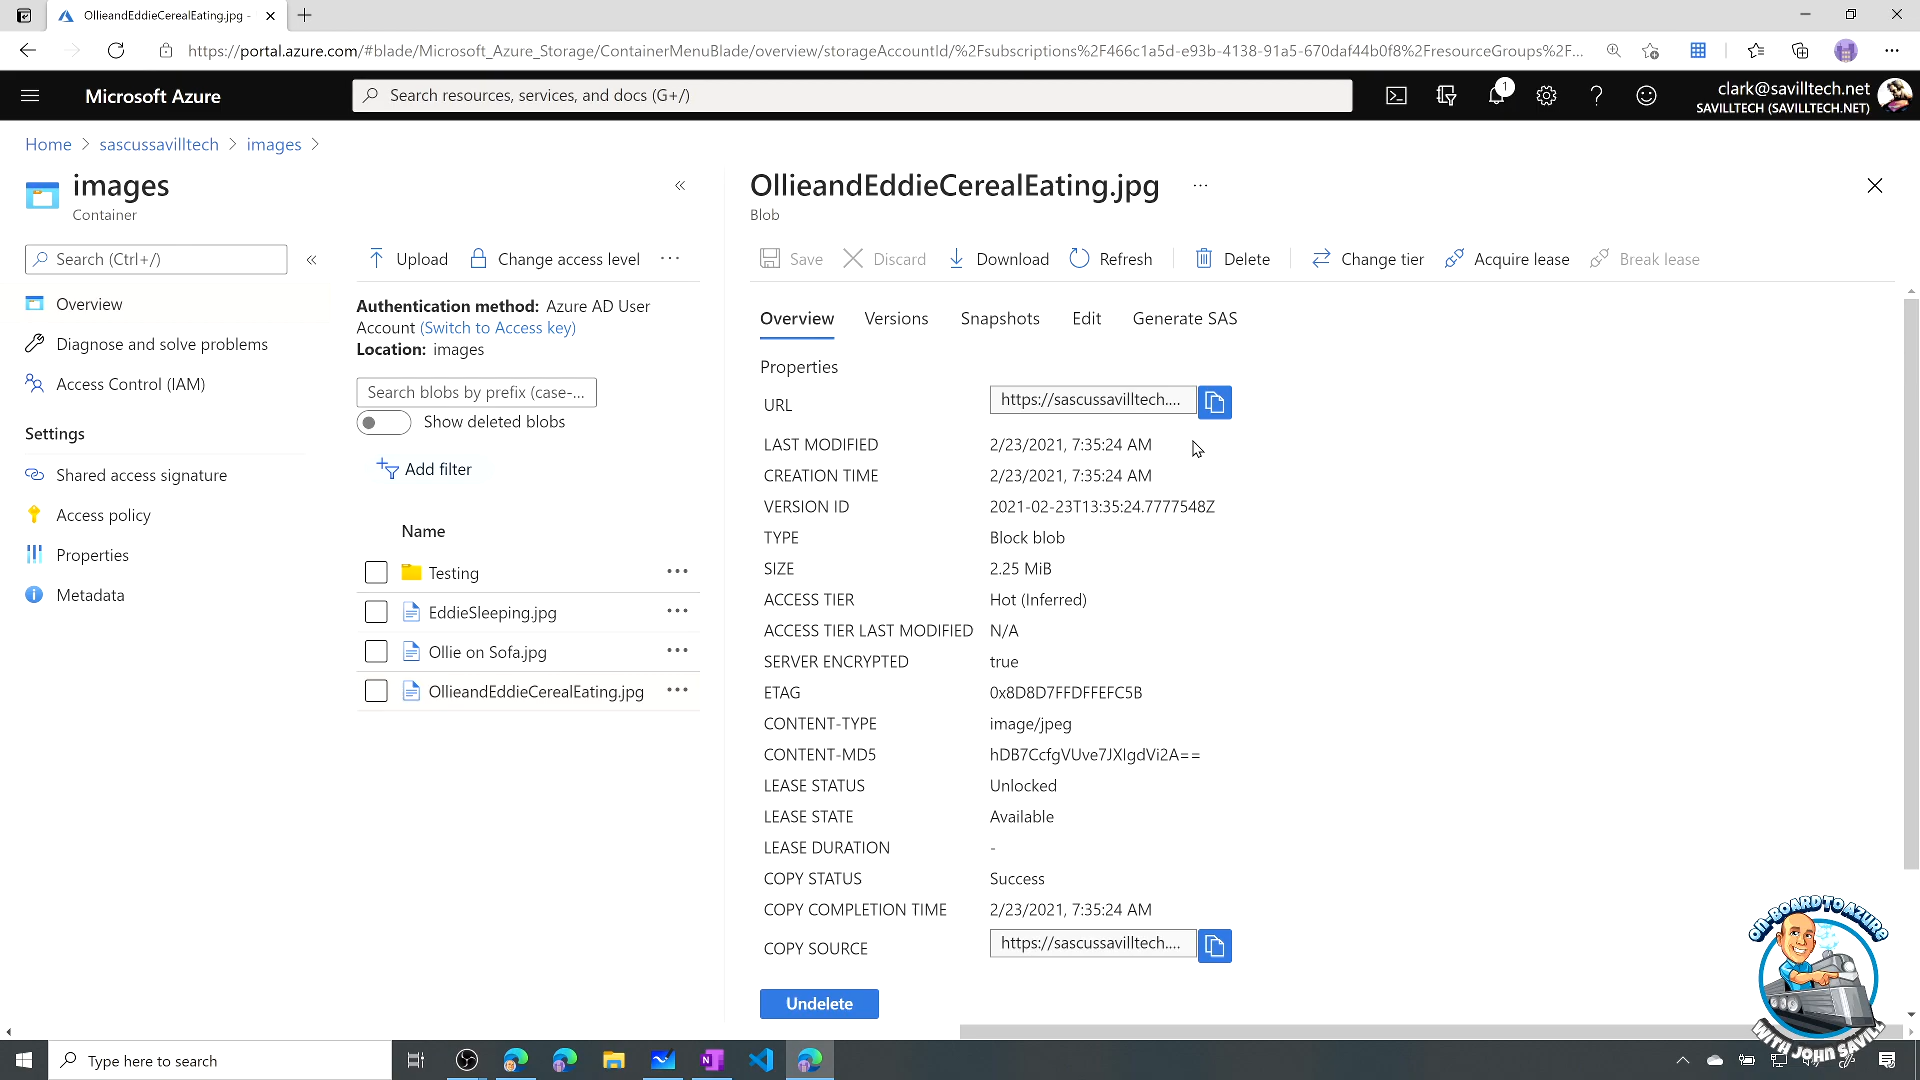 OllieandEddieCerealEating.jpg -
https://portal.azure.com/#blade/Microsoft_Azure_Storage/ContainerMenuBlade/overview/storageAccountId/%2Fsubscriptions%2F466c1a5d-e93b-4138-91a5-670daf44b0f8%2FresourceGroups%2F...
Microsoft Azure
Search resources, services, and docs (G+/)
1
clark@savilltech.net
SAVILLTECH (SAVILLTECH.NET)
Home > sascussavilltech > images >
images
Container
OllieandEddieCerealEating.jpg ...
Blob
Search (Ctrl+/)
Upload
Change access level
Save
Discard
Download
Refresh
Delete
Change tier
Acquire lease
Break lease
Overview
Diagnose and solve problems
Access Control (IAM)
Settings
Shared access signature
Access policy
Properties
Metadata
Authentication method: Azure AD User
Account (Switch to Access key)
Location: images
Search blobs by prefix (case-...
Show deleted blobs
Add filter
Name
Testing
EddieSleeping.jpg
Ollie on Sofa.jpg
OllieandEddieCerealEating.jpg
Overview
Versions
Snapshots
Edit
Generate SAS
Properties
URL https://sascussavilltech....
LAST MODIFIED 2/23/2021, 7:35:24 AM
CREATION TIME 2/23/2021, 7:35:24 AM
VERSION ID 2021-02-23T13:35:24.7777548Z
TYPE Block blob
SIZE 2.25 MiB
ACCESS TIER Hot (Inferred)
ACCESS TIER LAST MODIFIED N/A
SERVER ENCRYPTED true
ETAG 0x8D8D7FFDFFEFC5B
CONTENT-TYPE image/jpeg
CONTENT-MD5 hDB7CcfgVUve7JXIgdVi2A==
LEASE STATUS Unlocked
LEASE STATE Available
LEASE DURATION -
COPY STATUS Success
COPY COMPLETION TIME 2/23/2021, 7:35:24 AM
COPY SOURCE https://sascussavilltech....
Undelete
ON-BOARD TO AZURE
WITH JOHN SAVILL
Type here to search